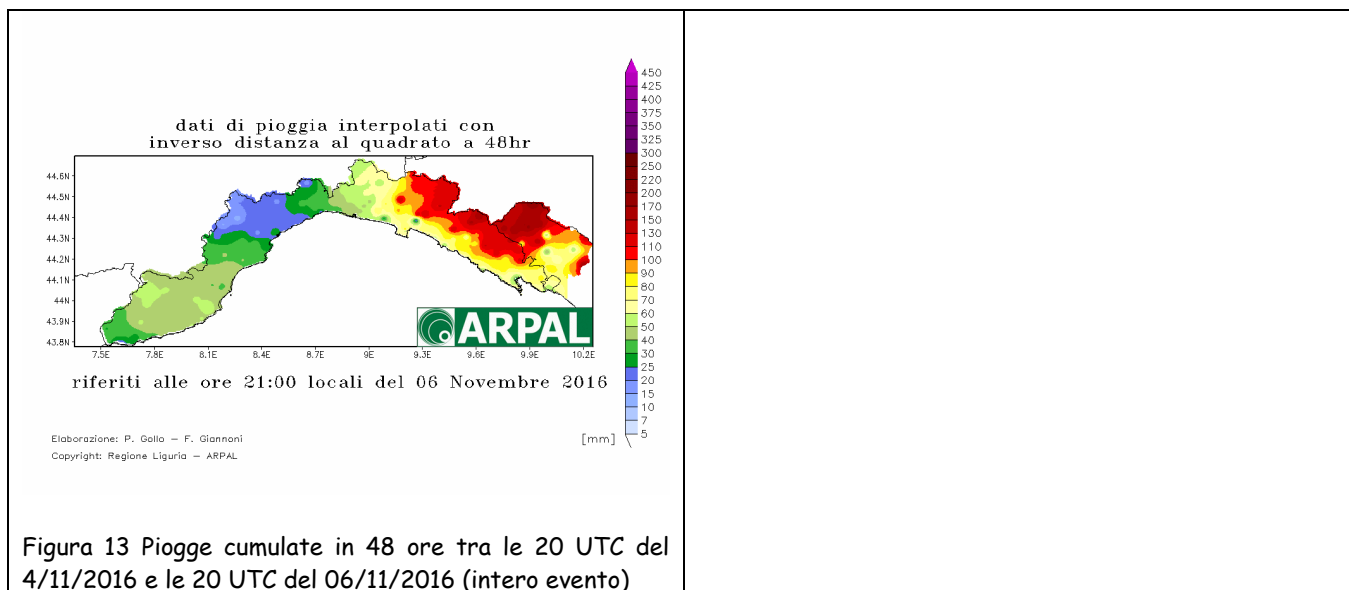 dati di pioggia interpolati con
inverso distanza al quadrato a 48hr
450
425
400
375
350
325
300
250
220
200
170
150
130
110
100
90
80
70
60
50
40
30
25
20
15
10
7
5
[mm]
44.6N
44.5N
44.4N
44.3N
44.2N
44.1N
44N
43.9N
43.8N
7.5E 7.8E 8.1E 8.4E 8.7E 9E 9.3E 9.6E 9.9E 10.2E
ARPAL
riferiti alle ore 21:00 locali del 06 Novembre 2016
Elaborazione: P. Gollo – F. Giannoni
Copyright: Regione Liguria – ARPAL
Figura 13 Piogge cumulate in 48 ore tra le 20 UTC del
4/11/2016 e le 20 UTC del 06/11/2016 (intero evento)